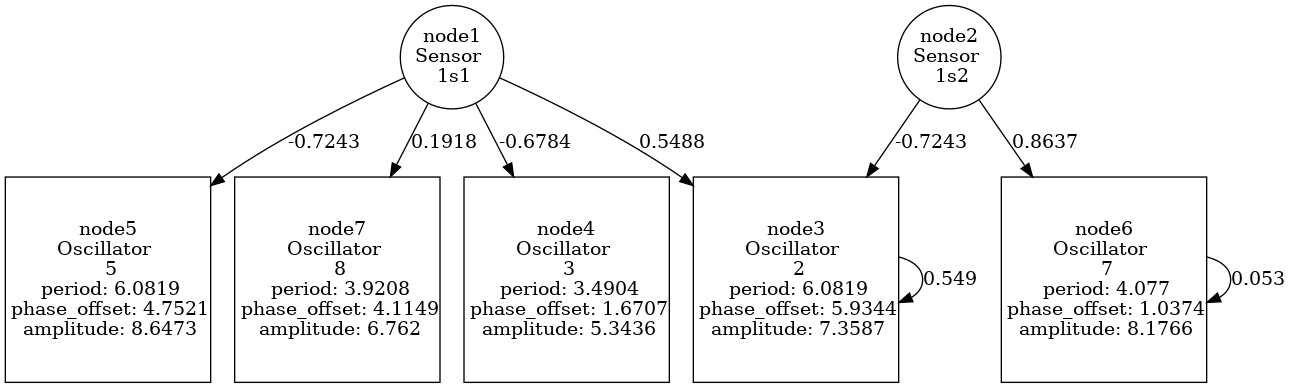 node1
Sensor
1s1
node2
Sensor
1s2
-0.7243
0.1918
-0.6784
0.5488
-0.7243
0.8637
node5
Oscillator
5
period: 6.0819
phase_offset: 4.7521
amplitude: 8.6473
node7
Oscillator
8
period: 3.9208
phase_offset: 4.1149
amplitude: 6.762
node4
Oscillator
3
period: 3.4904
phase_offset: 1.6707
amplitude: 5.3436
node3
Oscillator
2
period: 6.0819
phase_offset: 5.9344
amplitude: 7.3587
0.549
node6
Oscillator
7
period: 4.077
phase_offset: 1.0374
amplitude: 8.1766
0.053